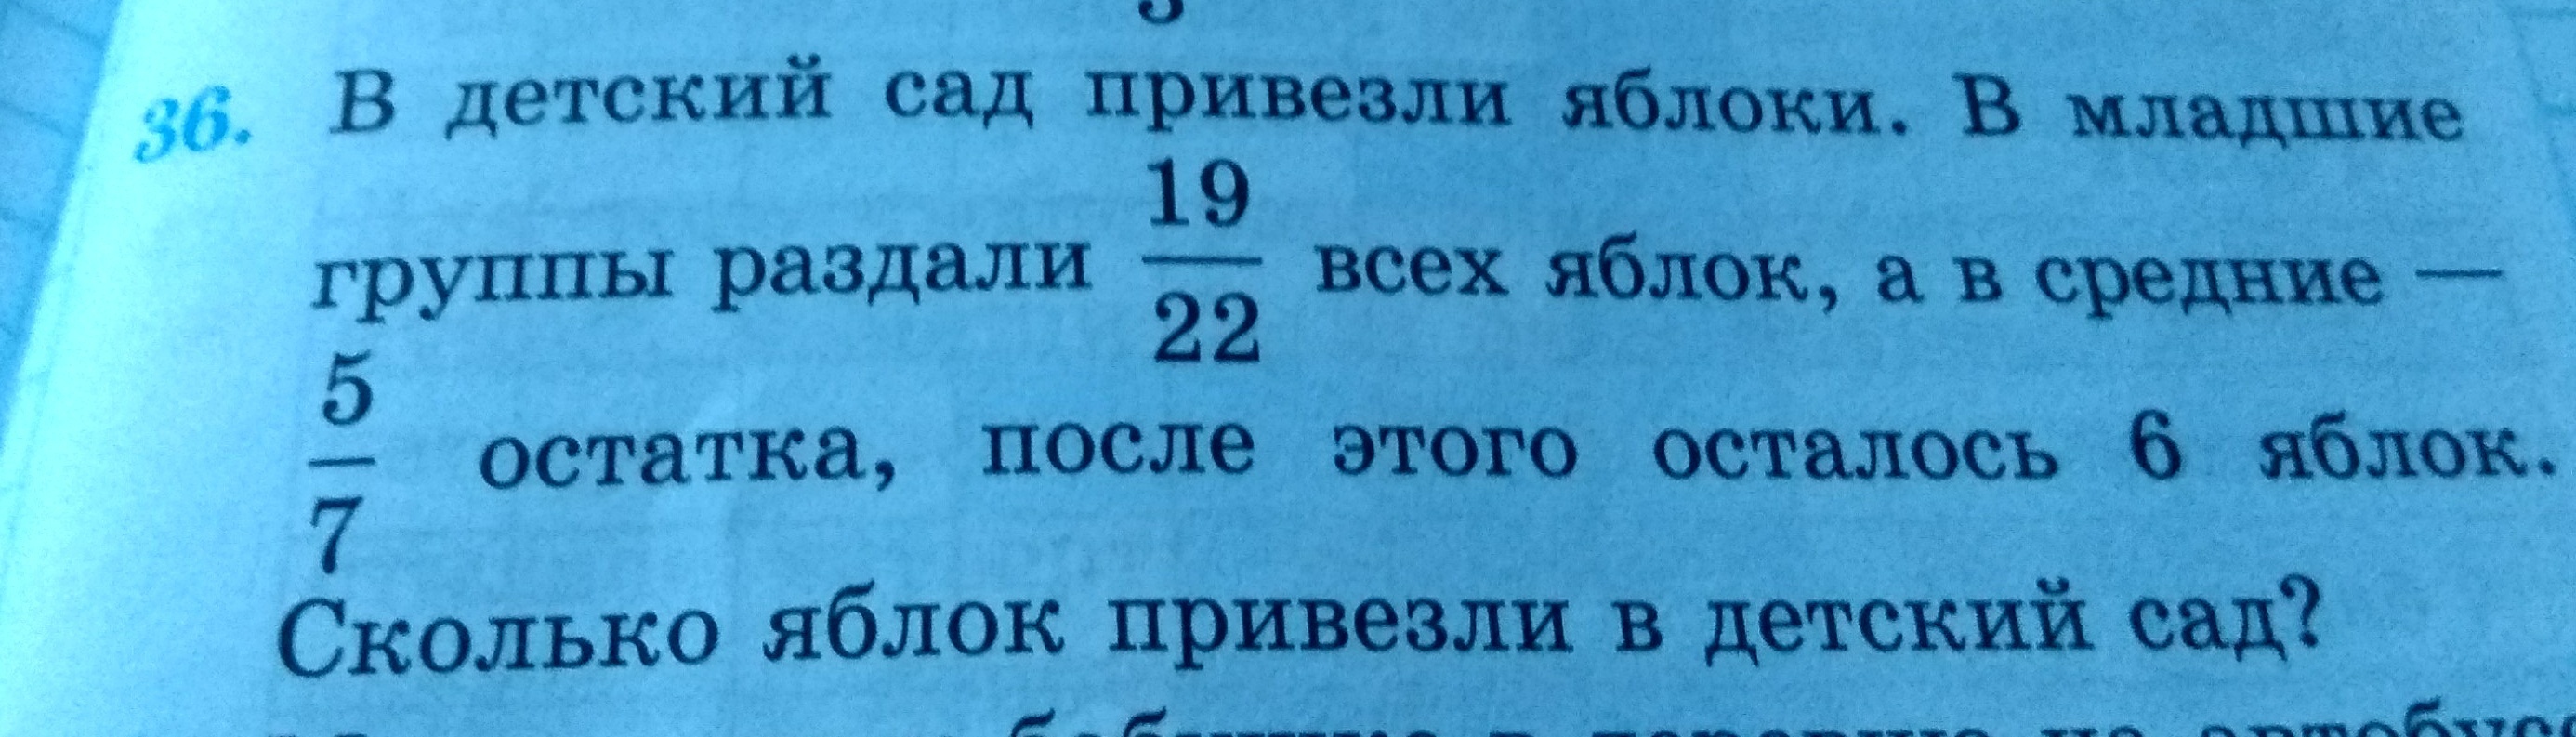 36. В детский сад привезли яблоки. В младшие
группы раздали 19/22 всех яблок, а в средние —
5/7 остатка, после этого осталось 6 яблок.
Сколько яблок привезли в детский сад?